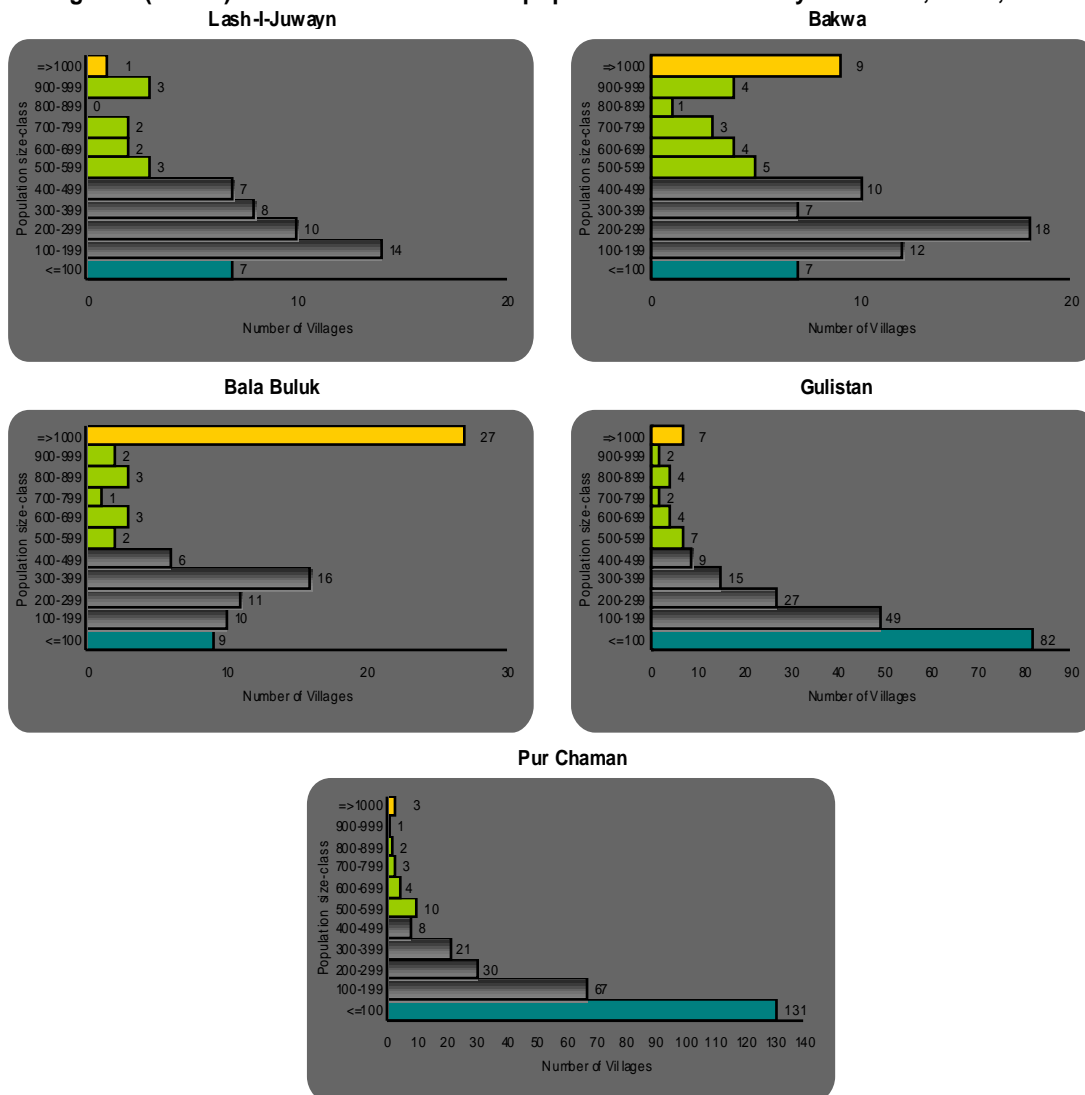 Lash-I-Juwayn
Population size-class
=>1000 1
900-999 3
800-899 0
700-799 2
600-699 2
500-599 3
400-499 7
300-399 8
200-299 10
100-199 14
<=100 7
0 10 20
Number of Villages
Bakwa
Population size-class
=>1000 9
900-999 4
800-899 1
700-799 3
600-699 4
500-599 5
400-499 10
300-399 7
200-299 18
100-199 12
<=100 7
0 10 20
Number of Villages
Bala Buluk
Population size-class
=>1000 27
900-999 2
800-899 3
700-799 1
600-699 3
500-599 2
400-499 6
300-399 16
200-299 11
100-199 10
<=100 9
0 10 20 30
Number of Villages
Gulistan
Population size-class
=>1000 7
900-999 2
800-899 4
700-799 2
600-699 4
500-599 7
400-499 9
300-399 15
200-299 27
100-199 49
<=100 82
0 10 20 30 40 50 60 70 80 90
Number of Villages
Pur Chaman
Population size-class
=>1000 3
900-999 1
800-899 2
700-799 3
600-699 4
500-599 10
400-499 8
300-399 21
200-299 30
100-199 67
<=100 131
0 10 20 30 40 50 60 70 80 90 100 110 120 130 140
Number of Villages